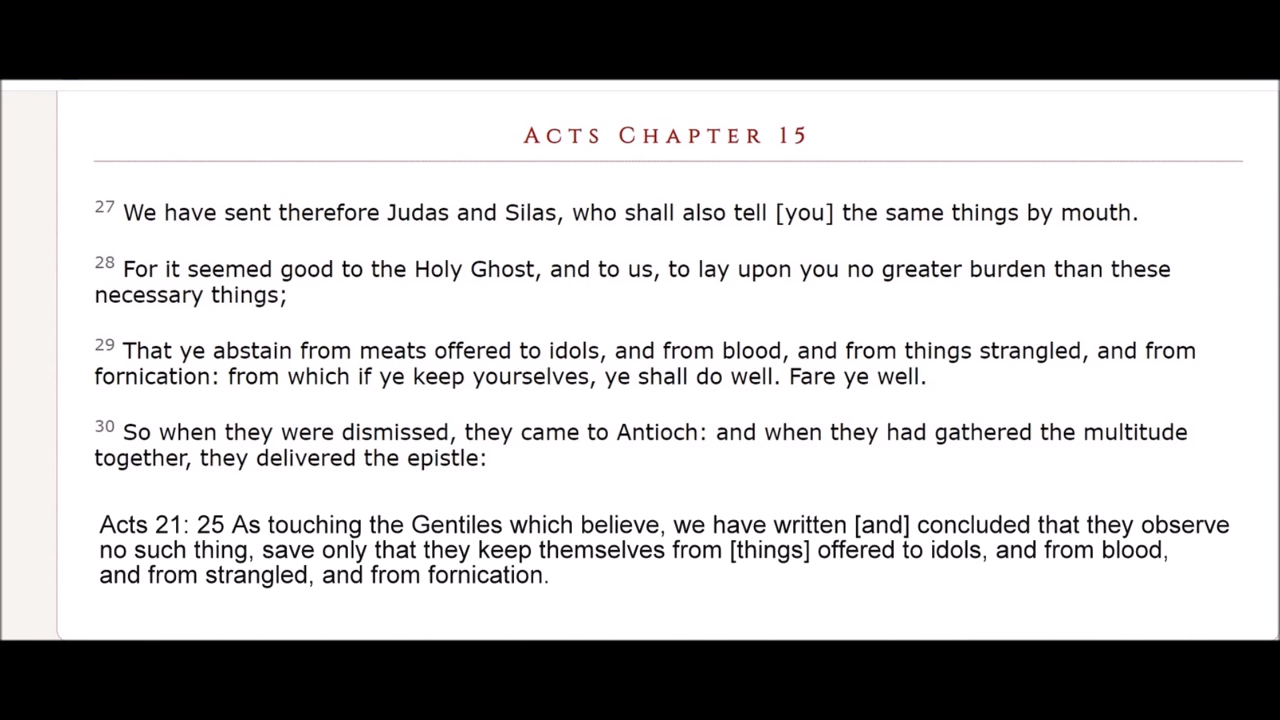 Acts Chapter 15
27 We have sent therefore Judas and Silas, who shall also tell [you] the same things by mouth.
28 For it seemed good to the Holy Ghost, and to us, to lay upon you no greater burden than these
necessary things;
29 That ye abstain from meats offered to idols, and from blood, and from things strangled, and from
fornication: from which if ye keep yourselves, ye shall do well. Fare ye well.
30 So when they were dismissed, they came to Antioch: and when they had gathered the multitude
together, they delivered the epistle:
Acts 21: 25 As touching the Gentiles which believe, we have written [and] concluded that they observe
no such thing, save only that they keep themselves from [things] offered to idols, and from blood,
and from strangled, and from fornication.